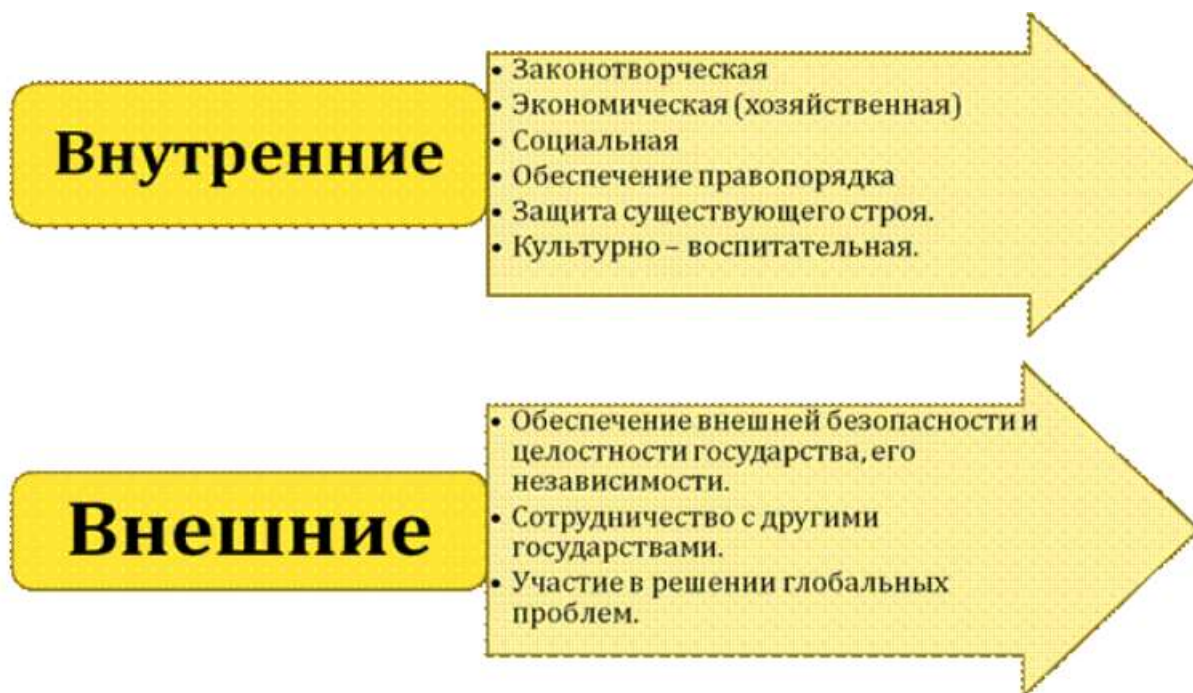 Внутренние
• Законотворческая
• Экономическая (хозяйственная)
• Социальная
• Обеспечение правопорядка
• Защита существующего строя.
• Культурно – воспитательная.
Внешние
• Обеспечение внешней безопасности и
целостности государства, его
независимости.
• Сотрудничество с другими
государствами.
• Участие в решении глобальных
проблем.